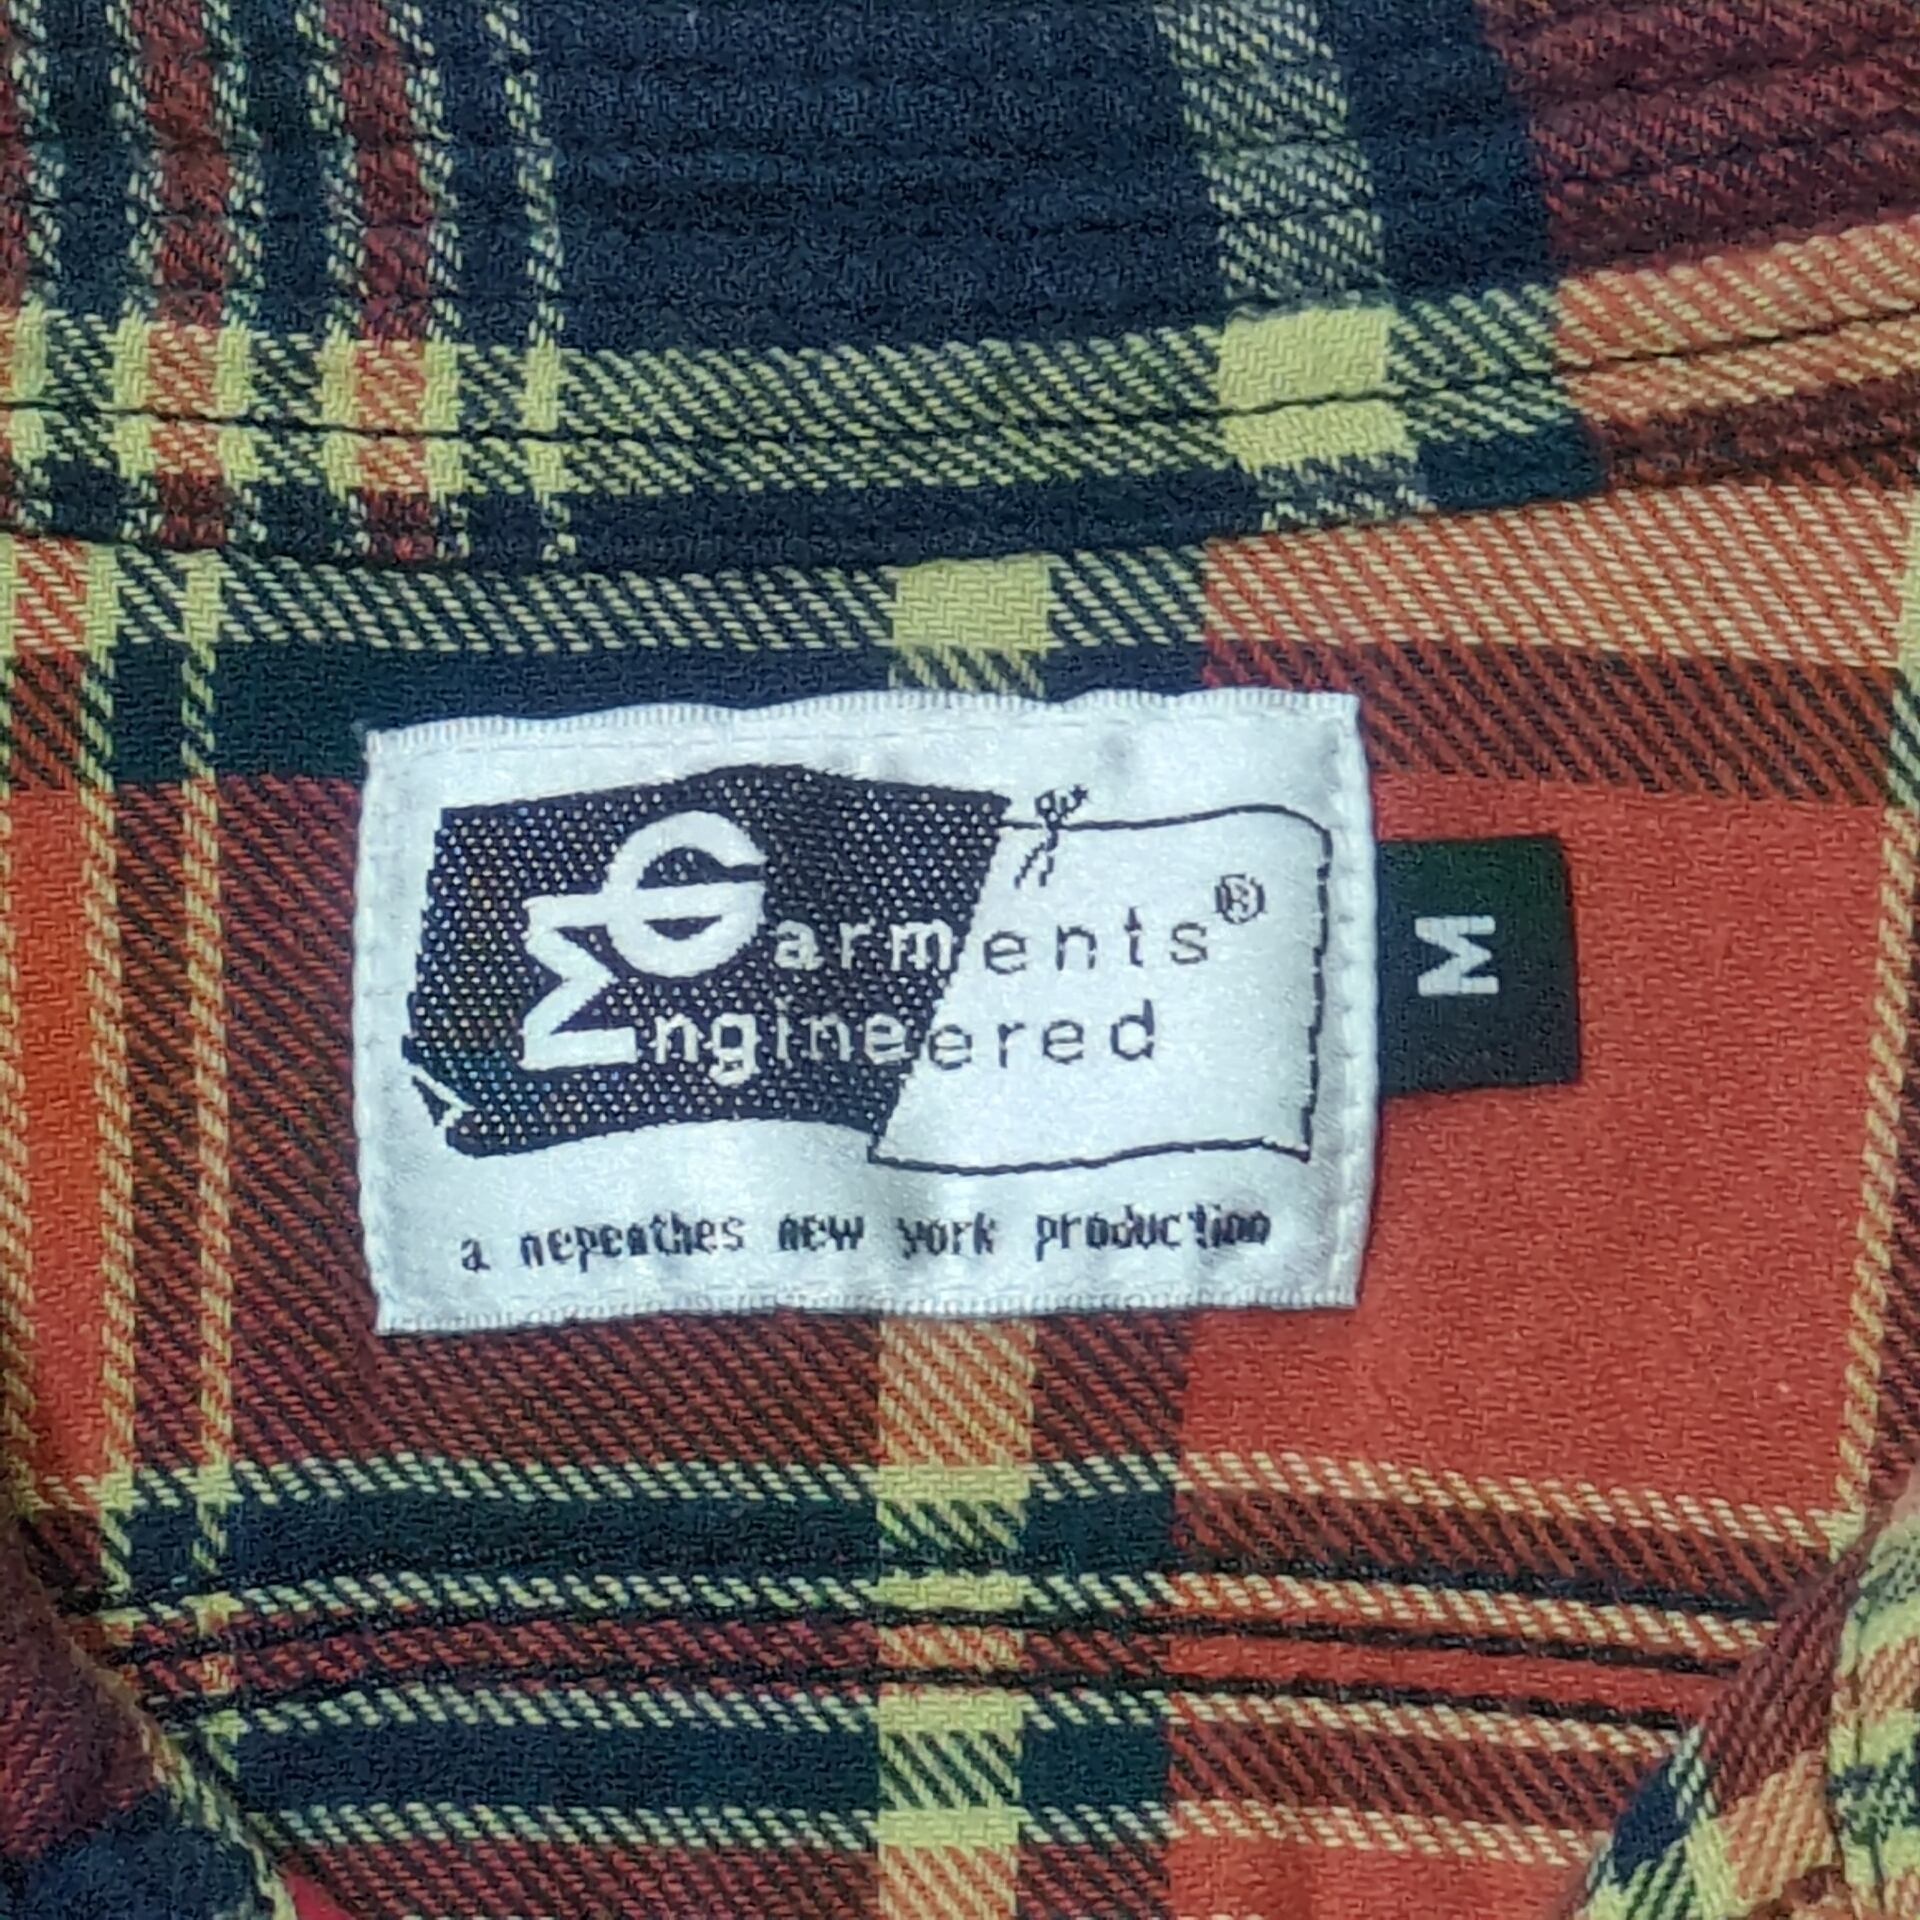 Engineered
Garments®
a nepenthes new york production
M